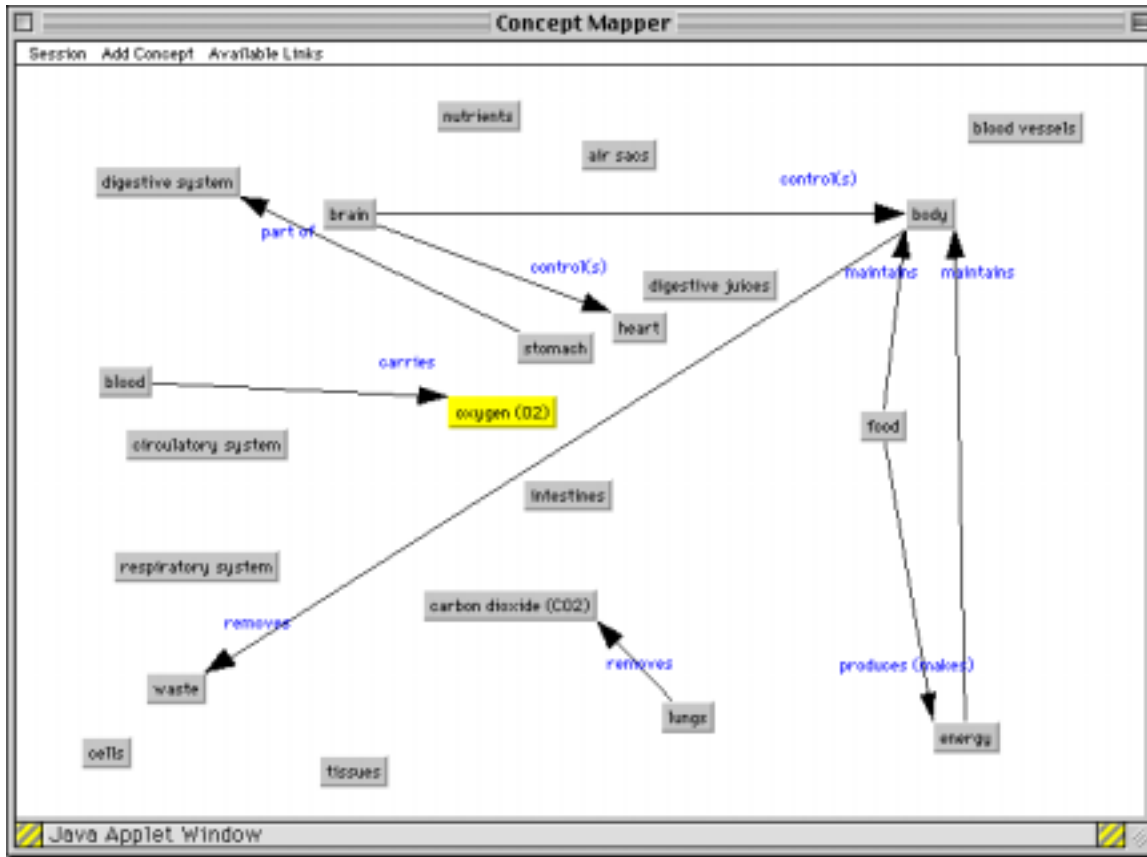 Concept Mapper
Session Add Concept Available Links
nutrients
blood vessels
air sacs
digestive system
control(s)
brain
body
part of
control(s)
maintains
maintains
digestive juices
heart
stomach
carries
blood
oxygen (O2)
food
circulatory system
intestines
respiratory system
carbon dioxide (CO2)
removes
removes
produces (makes)
waste
lungs
energy
cells
tissues
Java Applet Window